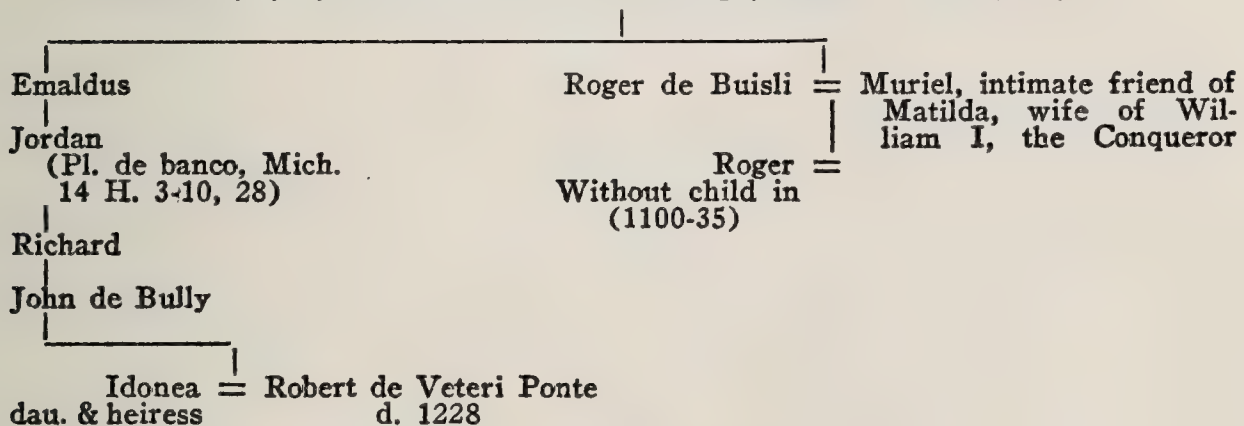 Emaldus
Jordan
(Pl. de banco, Mich.
14 H. 3-10, 28)
Richard
John de Bully
Idonea = Robert de Veteri Ponte
dau. & heiress d. 1228
Roger de Buisli = Muriel, intimate friend of
Matilda, wife of Wil-
liam I, the Conqueror
Roger =
Without child in
(1100-35)